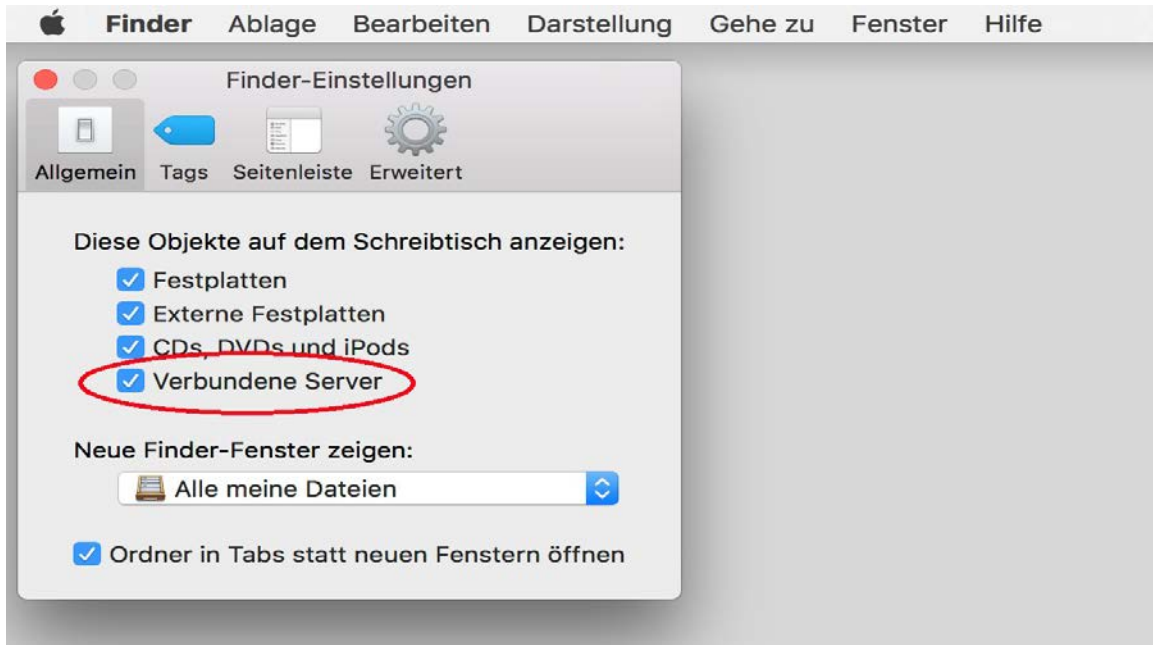 Finder Ablage Bearbeiten Darstellung Gehe zu Fenster Hilfe
Finder-Einstellungen
Allgemein Tags Seitenleiste Erweitert
Diese Objekte auf dem Schreibtisch anzeigen:
Festplatten
Externe Festplatten
CDs, DVDs und iPods
Verbundene Server
Neue Finder-Fenster zeigen:
Alle meine Dateien
Ordner in Tabs statt neuen Fenstern öffnen